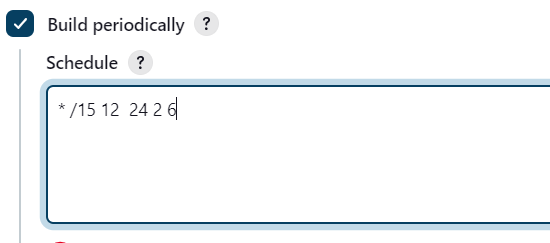 Build periodically ?
Schedule ?
* /15 12  24 2 6